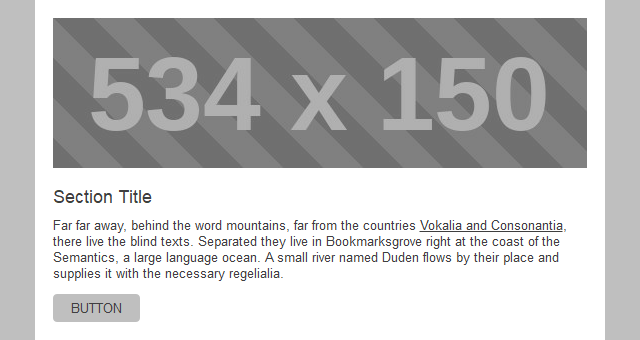 534 x 150
Section Title
Far far away, behind the word mountains, far from the countries Vokalia and Consonantia,
there live the blind texts. Separated they live in Bookmarksgrove right at the coast of the
Semantics, a large language ocean. A small river named Duden flows by their place and
supplies it with the necessary regelialia.
BUTTON